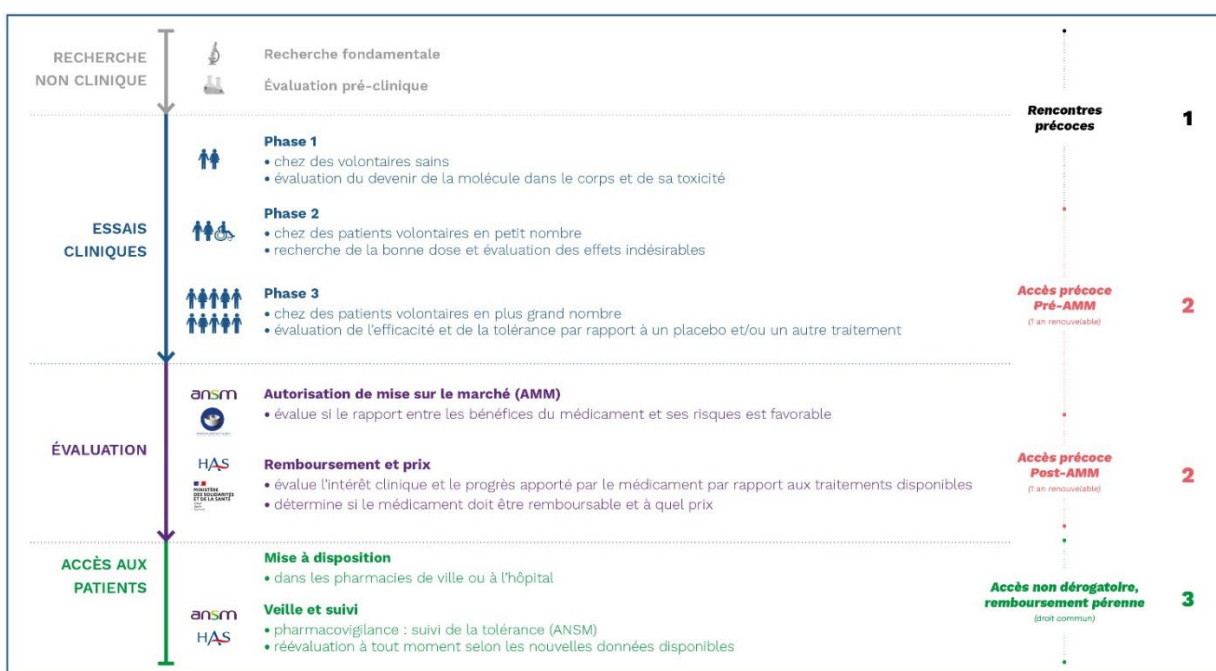 RECHERCHE
NON CLINIQUE
Recherche fondamentale
Évaluation pré-clinique
Rencontres
précoces
1
ESSAIS
CLINIQUES
Phase 1
• chez des volontaires sains
• évaluation du devenir de la molécule dans le corps et de sa toxicité
Phase 2
• chez des patients volontaires en petit nombre
• recherche de la bonne dose et évaluation des effets indésirables
Phase 3
• chez des patients volontaires en plus grand nombre
• évaluation de l'efficacité et de la tolérance par rapport à un placebo et/ou un autre traitement
Accès précoce
Pré-AMM
(1 an renouvelable)
2
ÉVALUATION
ansm
Autorisation de mise sur le marché (AMM)
• évalue si le rapport entre les bénéfices du médicament et ses risques est favorable
HAS
MINISTÈRE
DES SOLIDARITÉS
ET DE LA SANTÉ
Remboursement et prix
• évalue l'intérêt clinique et le progrès apporté par le médicament par rapport aux traitements disponibles
• détermine si le médicament doit être remboursable et à quel prix
Accès précoce
Post-AMM
(1 an renouvelable)
2
ACCÈS AUX
PATIENTS
Mise à disposition
• dans les pharmacies de ville ou à l'hôpital
ansm
HAS
Veille et suivi
• pharmacovigilance : suivi de la tolérance (ANSM)
• réévaluation à tout moment selon les nouvelles données disponibles
Accès non dérogatoire,
remboursement pérenne
(droit commun)
3